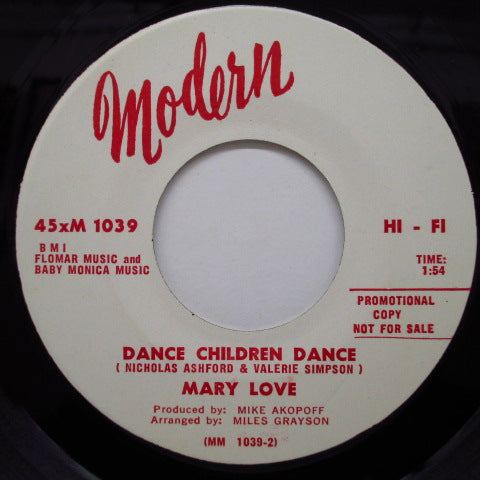 Modern
45xM 1039
HI - FI
BMI
FLOMAR MUSIC and
BABY MONICA MUSIC
TIME:
1:54
PROMOTIONAL
COPY
NOT FOR SALE
DANCE CHILDREN DANCE
( NICHOLAS ASHFORD & VALERIE SIMPSON )
MARY LOVE
Produced by: MIKE AKOPOFF
Arranged by: MILES GRAYSON
(MM 1039-2)